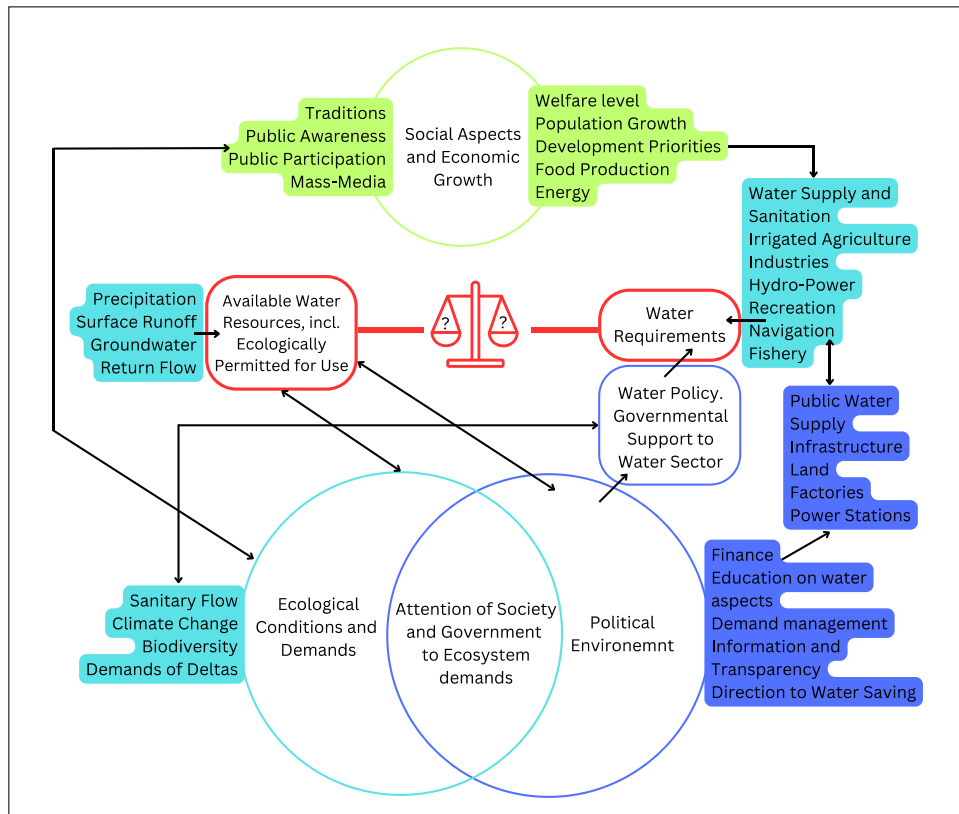 Traditions
Public Awareness
Public Participation
Mass-Media
Social Aspects
and Economic
Growth
Welfare level
Population Growth
Development Priorities
Food Production
Energy
Water Supply and
Sanitation
Irrigated Agriculture
Industries
Hydro-Power
Recreation
Navigation
Fishery
Precipitation
Surface Runoff
Groundwater
Return Flow
Available Water
Resources, incl.
Ecologically
Permitted for Use
?
?
Water
Requirements
Water Policy.
Governmental
Support to
Water Sector
Public Water
Supply
Infrastructure
Land
Factories
Power Stations
Sanitary Flow
Climate Change
Biodiversity
Demands of Deltas
Ecological
Conditions and
Demands
Attention of Society
and Government
to Ecosystem
demands
Political
Environemnt
Finance
Education on water
aspects
Demand management
Information and
Transparency
Direction to Water Saving